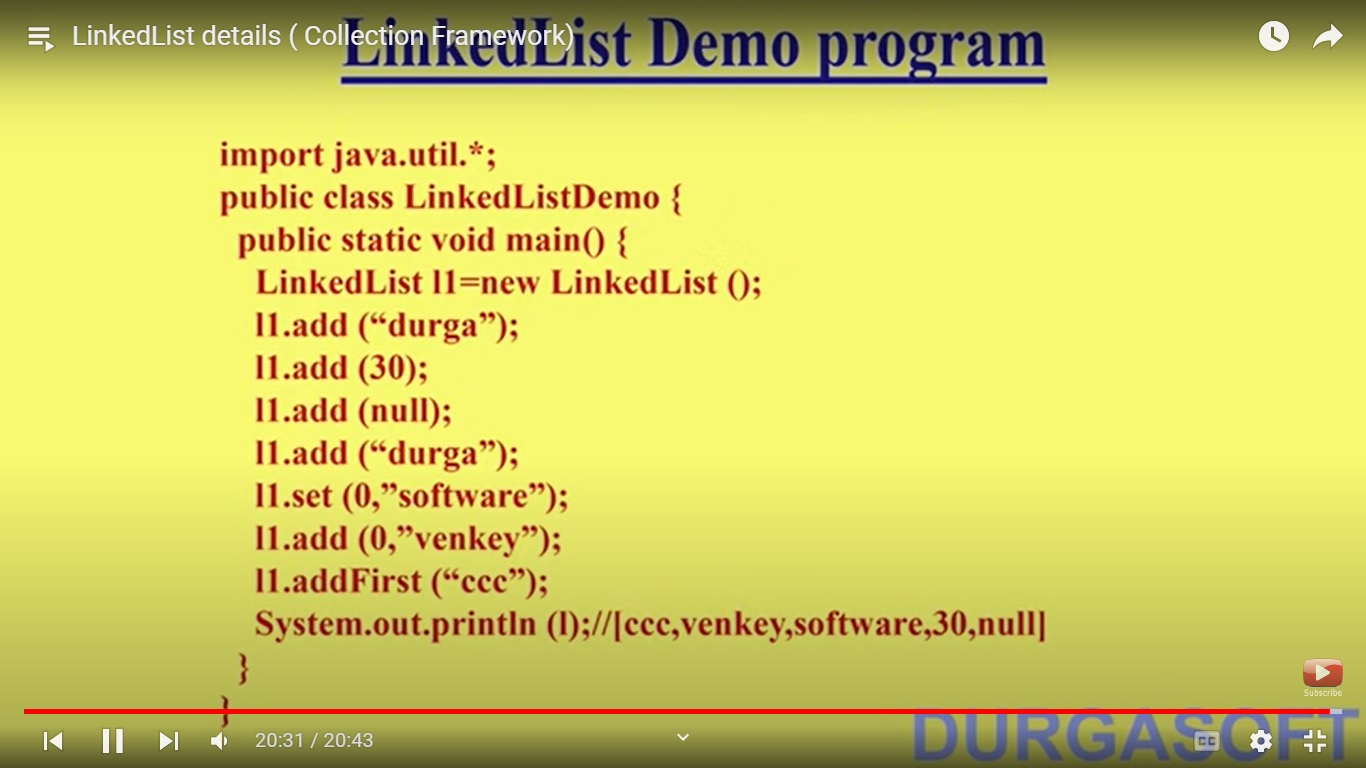 LinkedList details ( Collection Framework)
LinkedList Demo program
import java.util.*;
public class LinkedListDemo {
public static void main() {
LinkedList l1=new LinkedList ();
l1.add (“durga”);
l1.add (30);
l1.add (null);
l1.add (“durga”);
l1.set (0,”software”);
l1.add (0,”venkey”);
l1.addFirst (“ccc”);
System.out.println (l);//[ccc,venkey,software,30,null]
}
}
Subscribe
DURGASOFT
20:31 / 20:43
CC